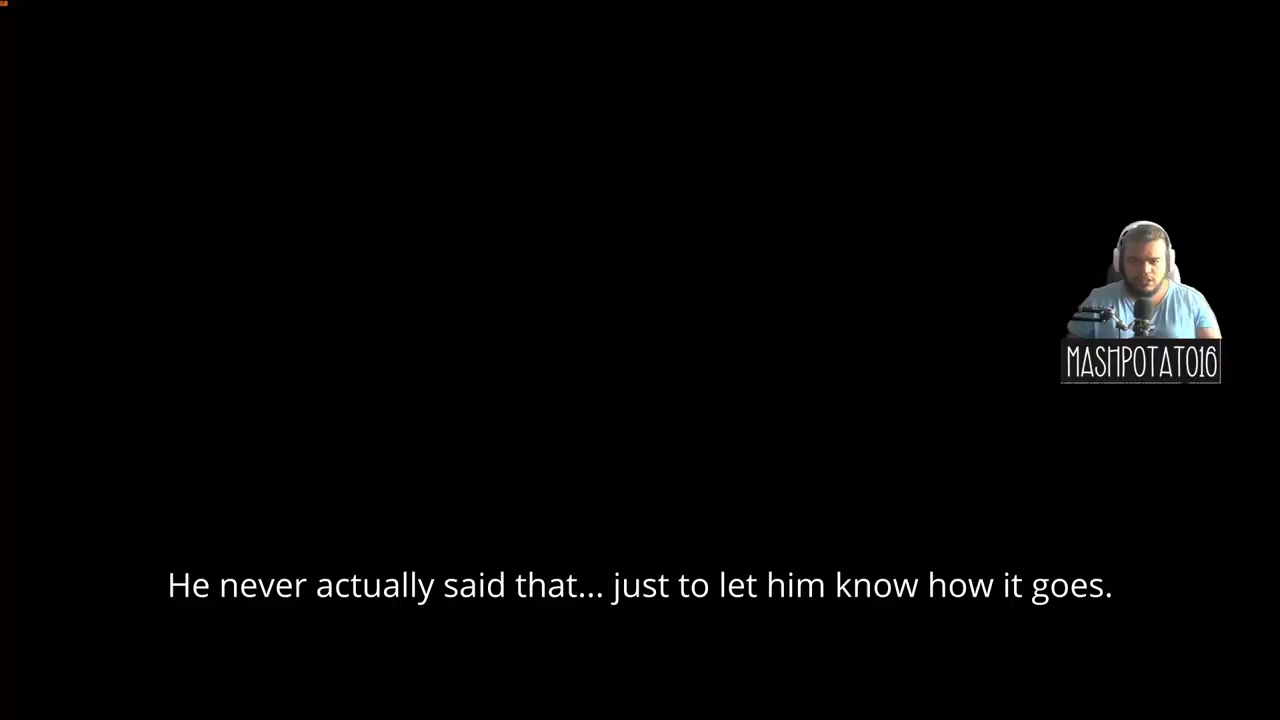 MASHPOTATO16
He never actually said that... just to let him know how it goes.